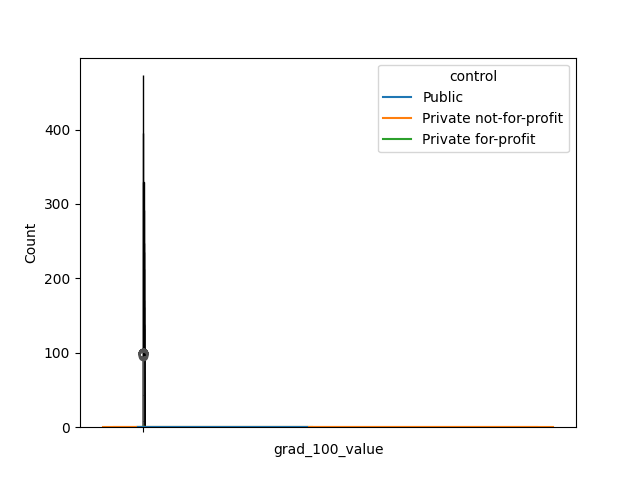 control
Public
Private not-for-profit
Private for-profit
400
300
200
100
0
Count
grad_100_value